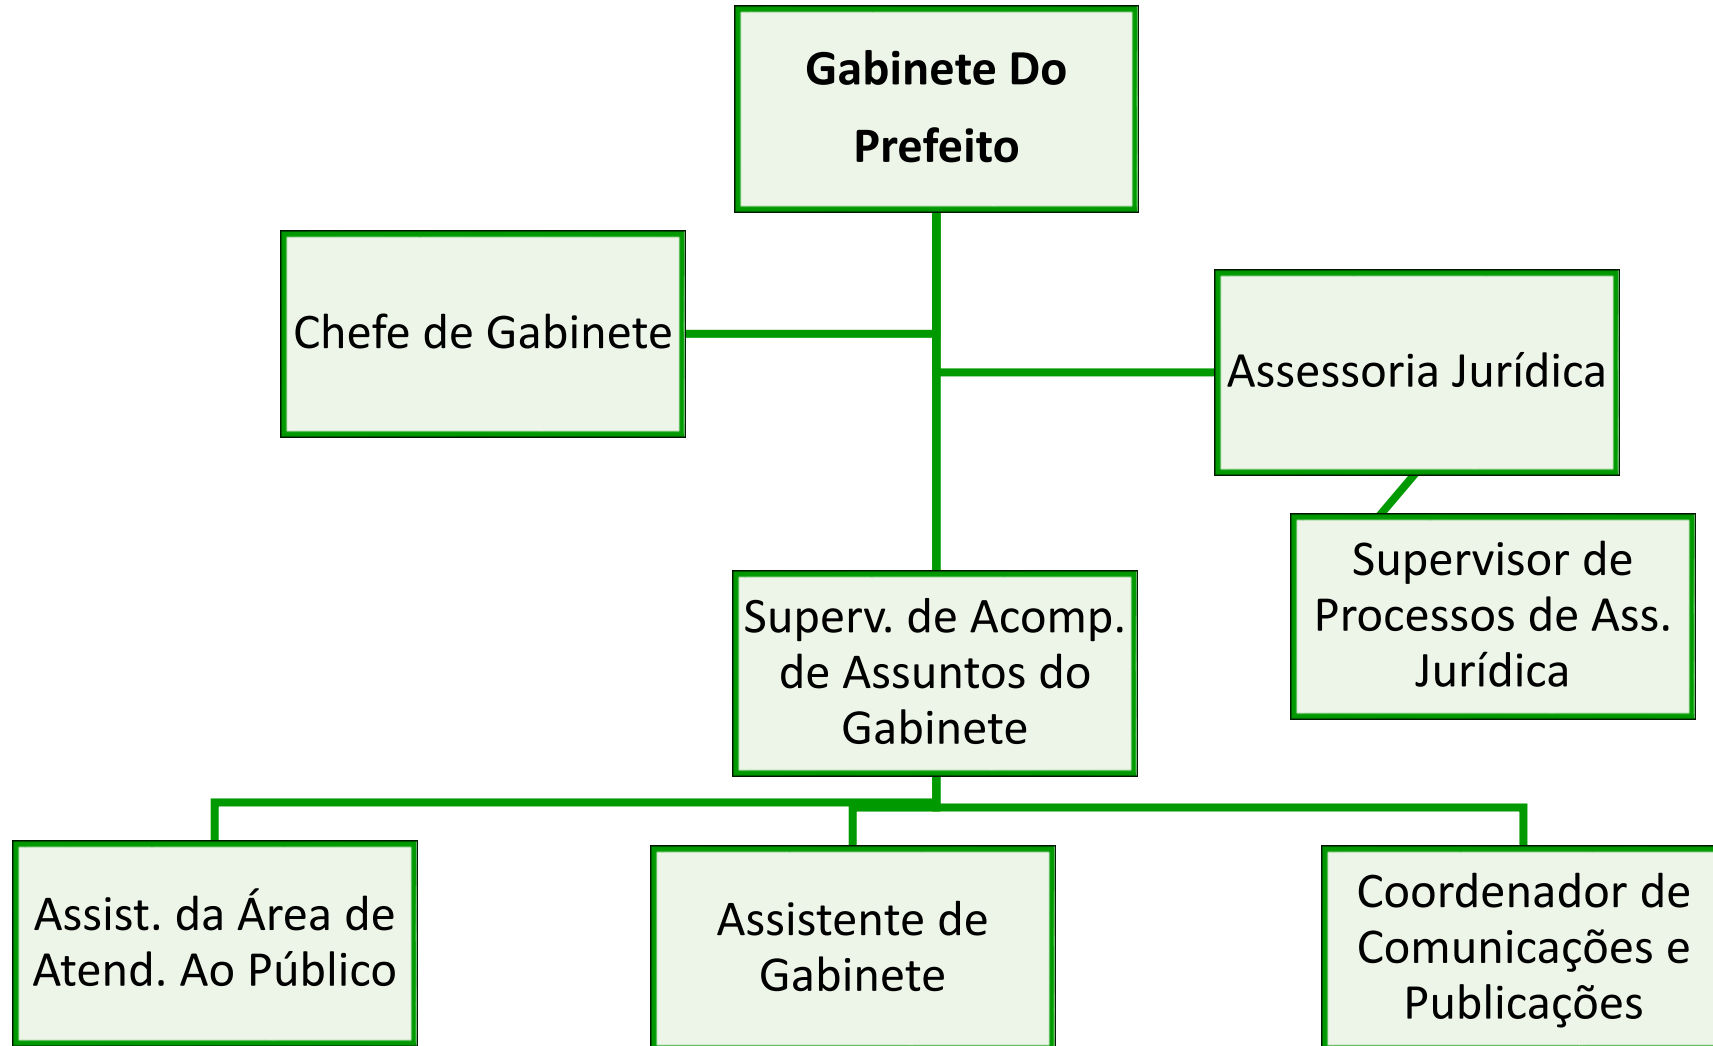 Gabinete Do
Prefeito
Chefe de Gabinete
Assessoria Jurídica
Supervisor de
Processos de Ass.
Jurídica
Superv. de Acomp.
de Assuntos do
Gabinete
Assist. da Área de
Atend. Ao Público
Assistente de
Gabinete
Coordenador de
Comunicações e
Publicações